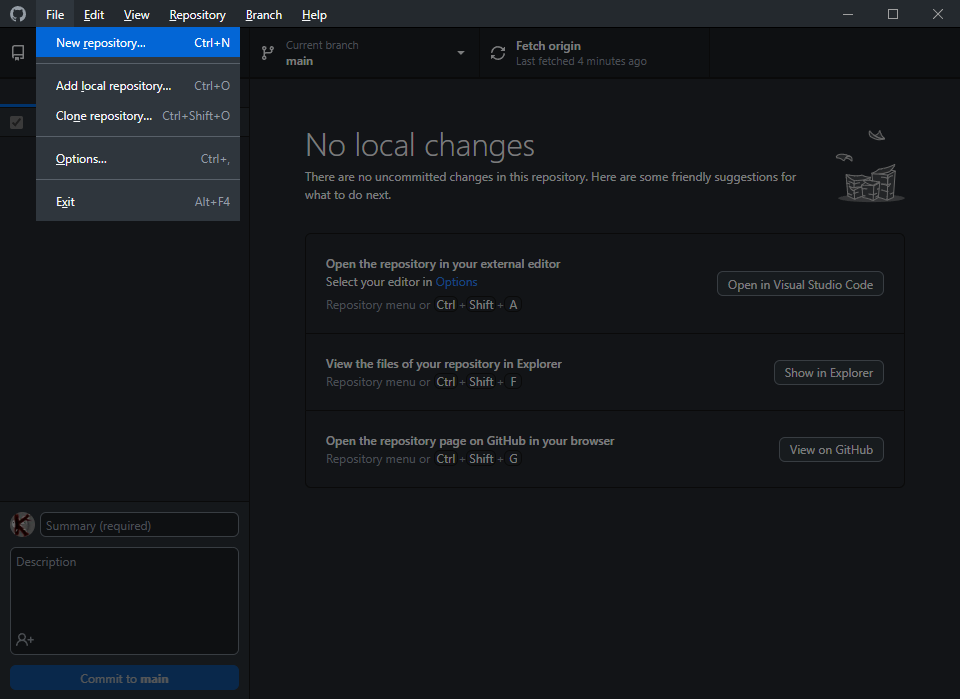 File Edit View Repository Branch Help
New repository... Ctrl+N
Add local repository... Ctrl+O
Clone repository... Ctrl+Shift+O
Options... Ctrl+,
Exit Alt+F4
Current branch
main
Fetch origin
Last fetched 4 minutes ago
No local changes
There are no uncommitted changes in this repository. Here are some friendly suggestions for
what to do next.
Open the repository in your external editor
Select your editor in Options
Repository menu or Ctrl + Shift + A
Open in Visual Studio Code
View the files of your repository in Explorer
Repository menu or Ctrl + Shift + F
Show in Explorer
Open the repository page on GitHub in your browser
Repository menu or Ctrl + Shift + G
View on GitHub
Summary (required)
Description
Commit to main